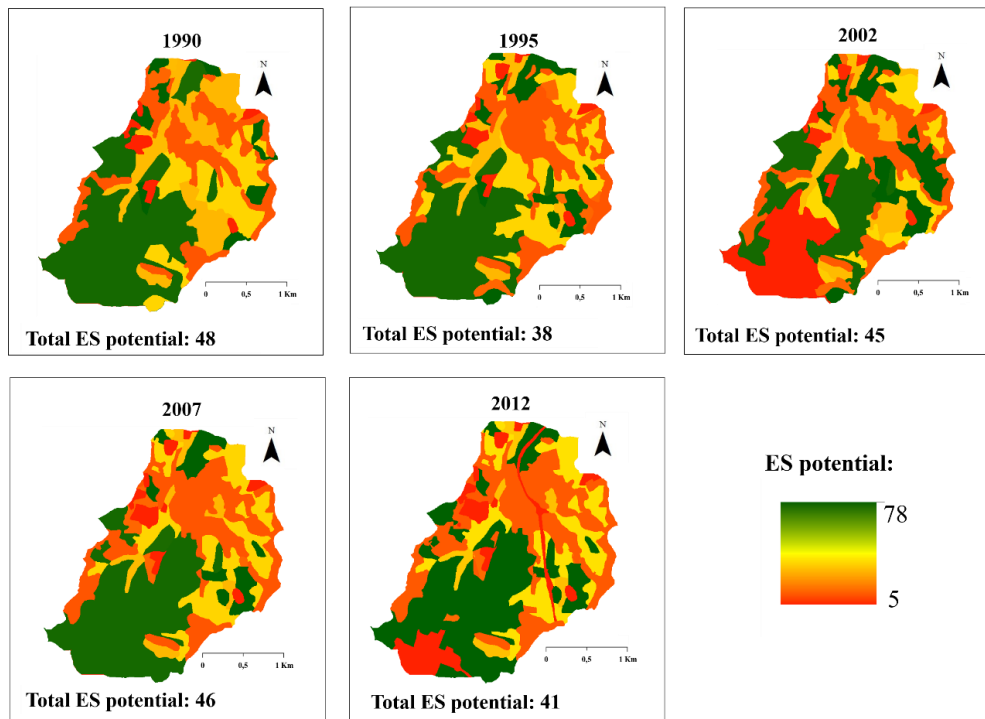 1990
N
0 0,5 1 Km
Total ES potential: 48
1995
N
0 0,5 1 Km
Total ES potential: 38
2002
N
0 0,5 1 Km
Total ES potential: 45
2007
N
0 0,5 1 Km
Total ES potential: 46
2012
N
0 0,5 1 Km
Total ES potential: 41
ES potential:
78
5